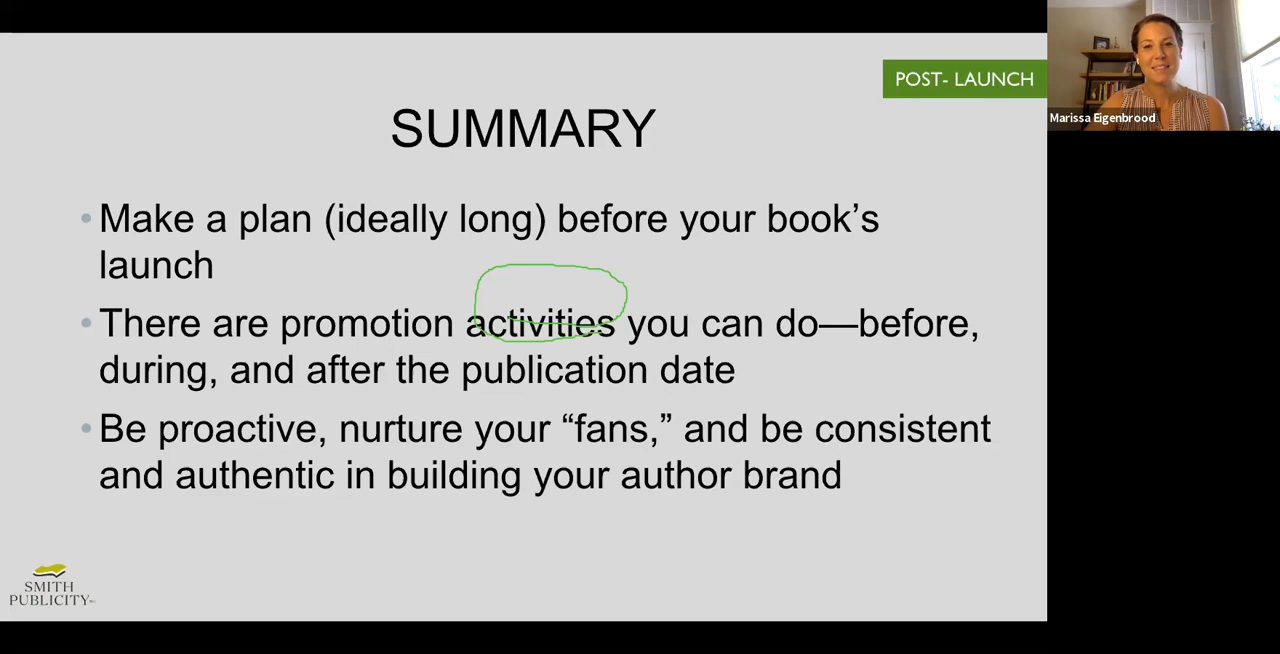 POST- LAUNCH
SUMMARY
Marissa Eigenbrood
• Make a plan (ideally long) before your book’s
launch
• There are promotion activities you can do—before,
during, and after the publication date
• Be proactive, nurture your “fans,” and be consistent
and authentic in building your author brand
SMITH
PUBLICITY